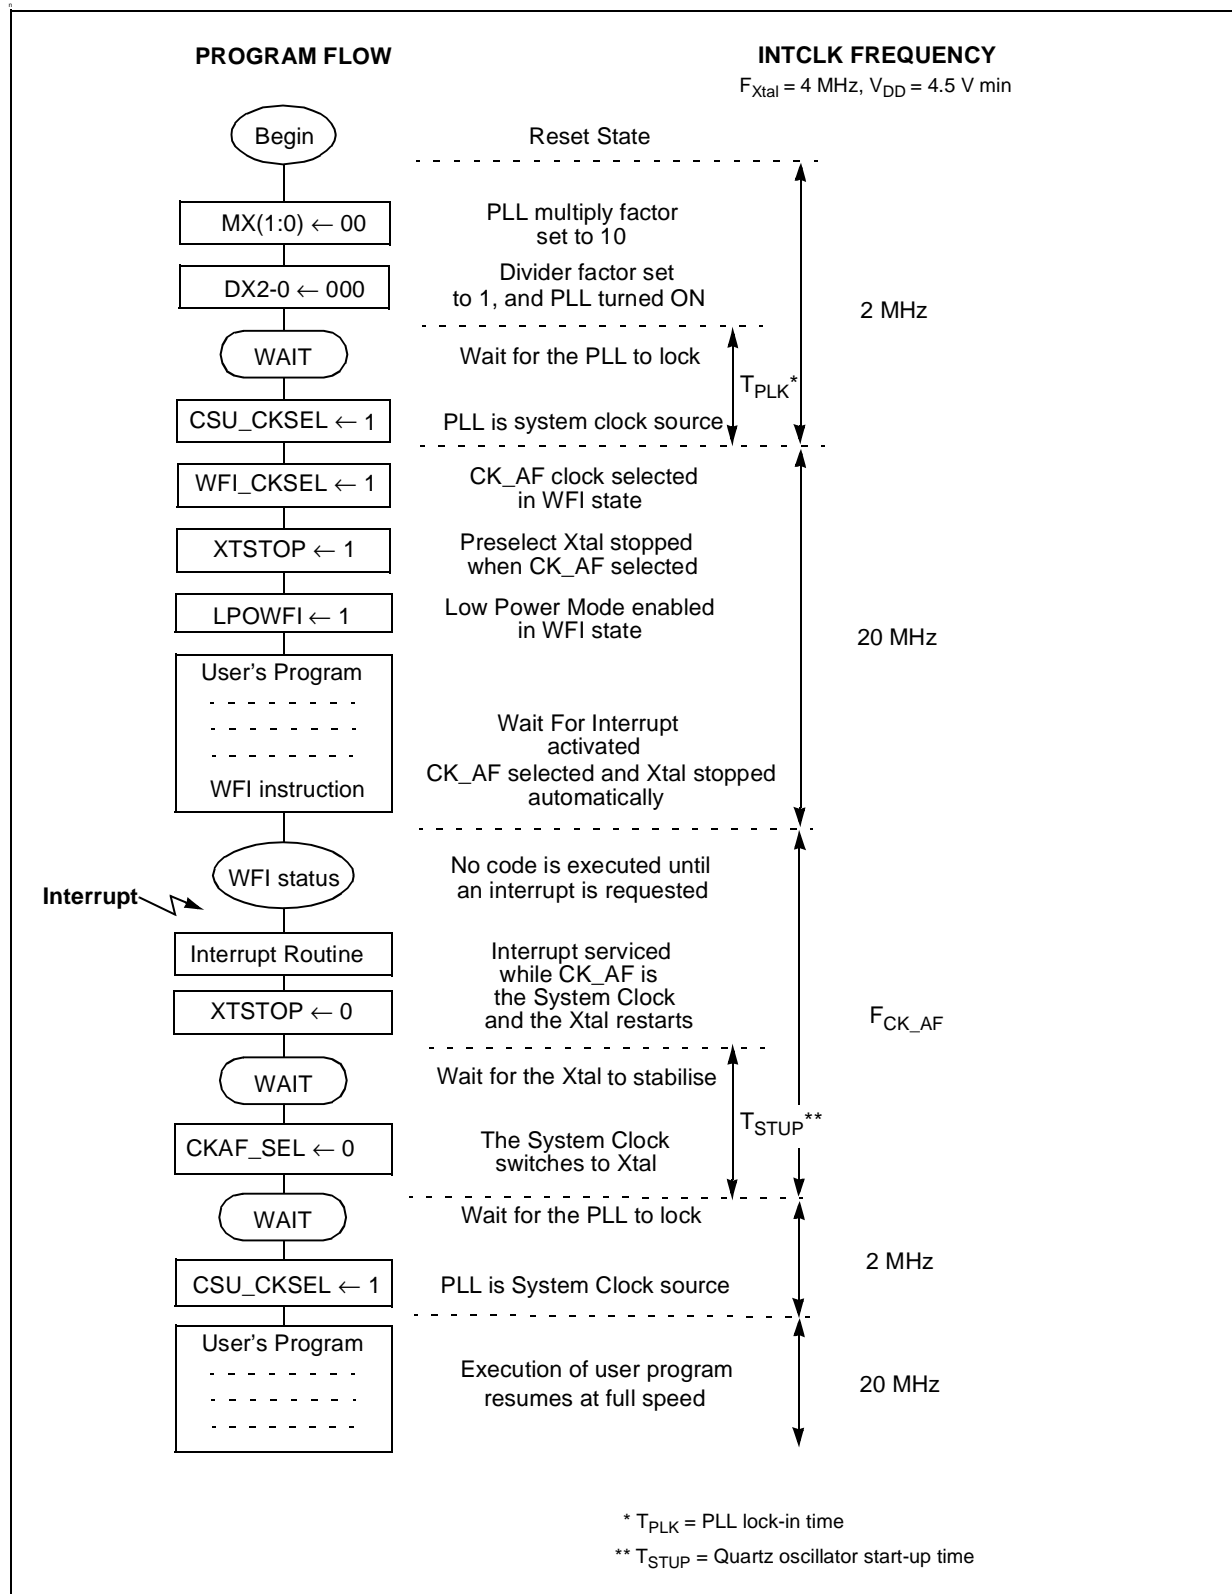 PROGRAM FLOW
INTCLK FREQUENCY
F_Xtal = 4 MHz, V_DD = 4.5 V min
Begin
Reset State
MX(1:0) ← 00
PLL multiply factor
set to 10
DX2-0 ← 000
Divider factor set
to 1, and PLL turned ON
2 MHz
WAIT
Wait for the PLL to lock
T_PLK*
CSU_CKSEL ← 1
PLL is system clock source
WFI_CKSEL ← 1
CK_AF clock selected
in WFI state
XTSTOP ← 1
Preselect Xtal stopped
when CK_AF selected
LPOWFI ← 1
Low Power Mode enabled
in WFI state
20 MHz
User's Program
WFI instruction
Wait For Interrupt
activated
CK_AF selected and Xtal stopped
automatically
WFI status
No code is executed until
an interrupt is requested
Interrupt
Interrupt Routine
Interrupt serviced
while CK_AF is
the System Clock
and the Xtal restarts
XTSTOP ← 0
F_CK_AF
WAIT
Wait for the Xtal to stabilise
T_STUP**
CKAF_SEL ← 0
The System Clock
switches to Xtal
WAIT
Wait for the PLL to lock
2 MHz
CSU_CKSEL ← 1
PLL is System Clock source
User's Program
Execution of user program
resumes at full speed
20 MHz
* T_PLK = PLL lock-in time
** T_STUP = Quartz oscillator start-up time